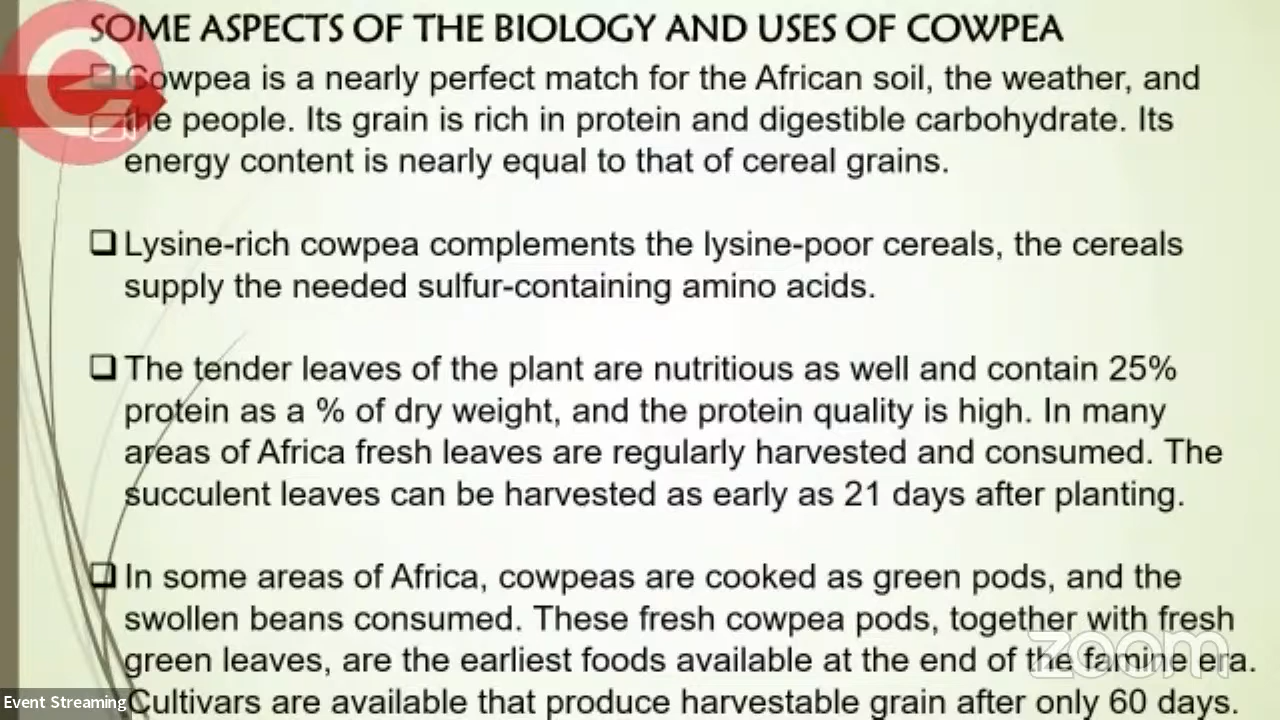 SOME ASPECTS OF THE BIOLOGY AND USES OF COWPEA
Cowpea is a nearly perfect match for the African soil, the weather, and
the people. Its grain is rich in protein and digestible carbohydrate. Its
energy content is nearly equal to that of cereal grains.
Lysine-rich cowpea complements the lysine-poor cereals, the cereals
supply the needed sulfur-containing amino acids.
The tender leaves of the plant are nutritious as well and contain 25%
protein as a % of dry weight, and the protein quality is high. In many
areas of Africa fresh leaves are regularly harvested and consumed. The
succulent leaves can be harvested as early as 21 days after planting.
In some areas of Africa, cowpeas are cooked as green pods, and the
swollen beans consumed. These fresh cowpea pods, together with fresh
green leaves, are the earliest foods available at the end of the famine era.
Cultivars are available that produce harvestable grain after only 60 days.
zoom
Event Streaming